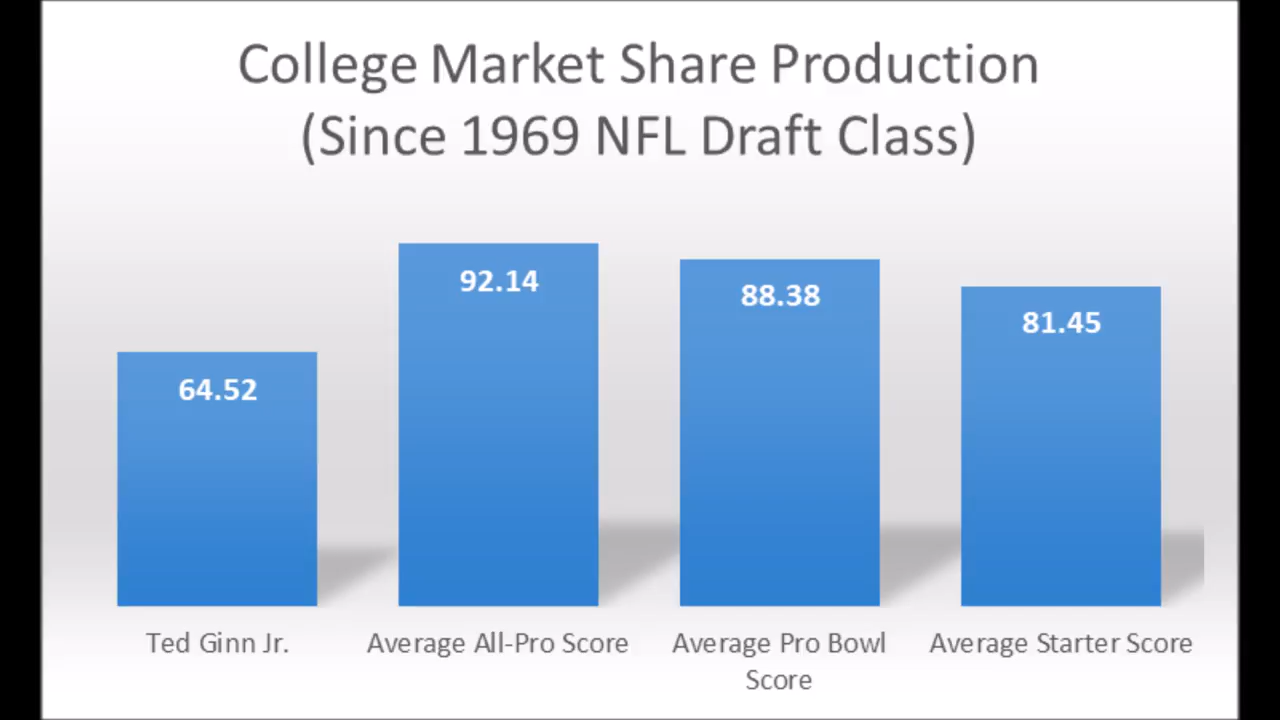 College Market Share Production
(Since 1969 NFL Draft Class)
64.52
92.14
88.38
81.45
Ted Ginn Jr.
Average All-Pro Score
Average Pro Bowl
Score
Average Starter Score